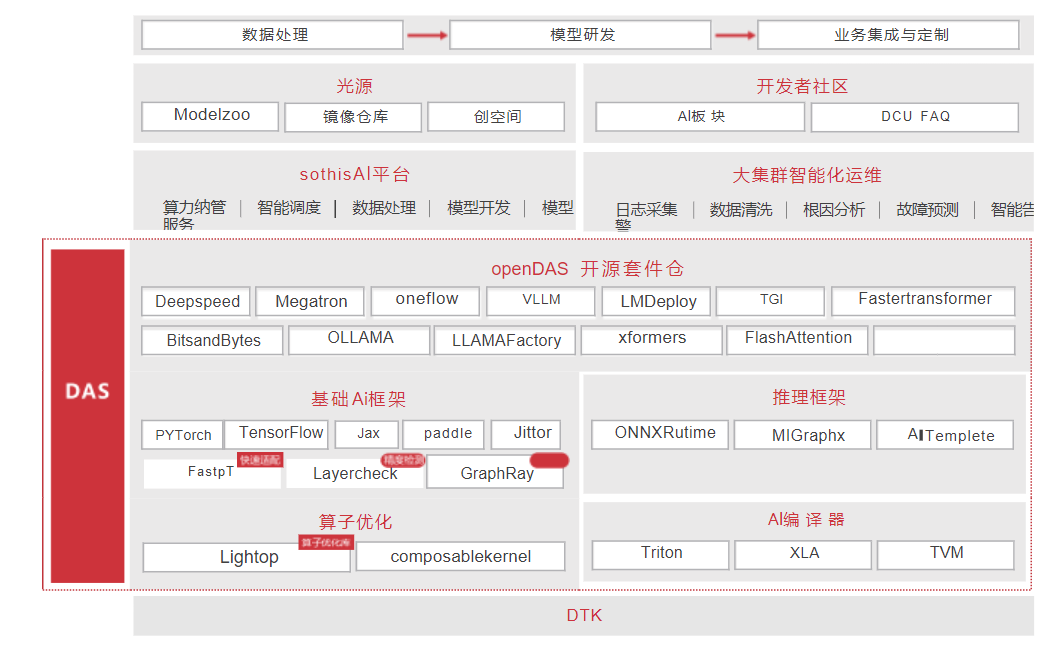 数据处理
模型研发
业务集成与定制
光源
Modelzoo
镜像仓库
创空间
开发者社区
AI板 块
DCU FAQ
sothisAl平台
算力纳管 | 智能调度 | 数据处理 | 模型开发 | 模型
服务
大集群智能化运维
日志采集 | 数据清洗 | 根因分析 | 故障预测 | 智能告
警
DAS
openDAS 开源套件仓
Deepspeed
Megatron
oneflow
VLLM
LMDeploy
TGI
Fastertransformer
BitsandBytes
OLLAMA
LLAMAFactory
xformers
FlashAttention
基础Ai框架
PYTorch
TensorFlow
Jax
paddle
Jittor
FastpT
快速适配
Layercheck
精度检测
GraphRay
推理框架
ONNXRutime
MIGraphx
AITemplete
算子优化
Lightop
算子优化库
composablekernel
AI编 译 器
Triton
XLA
TVM
DTK